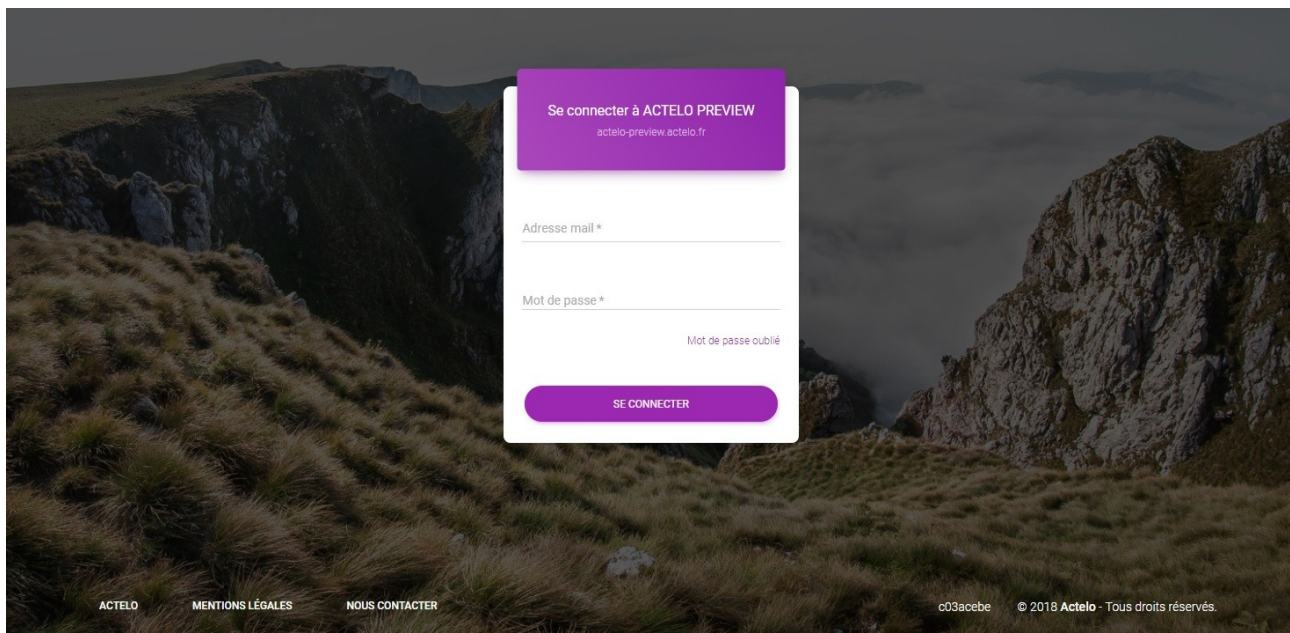 Se connecter à ACTELO PREVIEW
actelo-preview.actelo.fr
Adresse mail *
Mot de passe *
Mot de passe oublié
SE CONNECTER
ACTELO MENTIONS LÉGALES NOUS CONTACTER c03acebe © 2018 Actelo - Tous droits réservés.